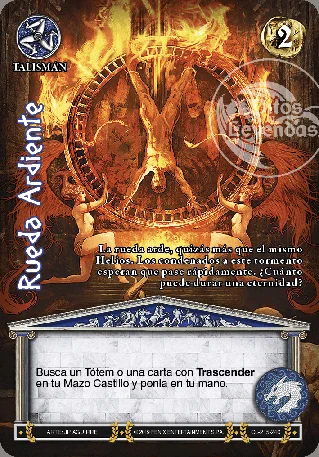 TALISMAN
2
Mitos
Leyendas
Rueda Ardiente
La rueda arde, quizás más que el mismo
Helios. Los condenados a este tormento
esperan que pase rápidamente. ¿Cuánto
puede durar una eternidad?
Busca un Tótem o una carta con Trascender
en tu Mazo Castillo y ponla en tu mano.